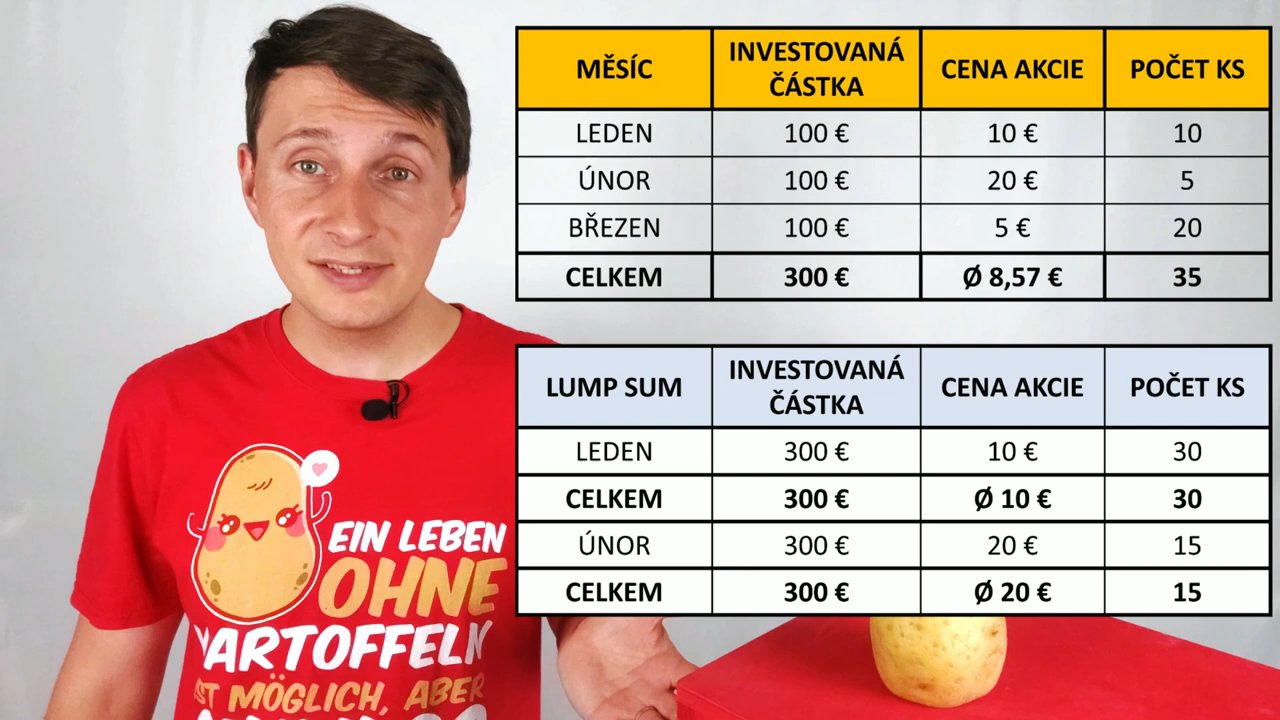 MĚSÍC INVESTOVANÁ ČÁSTKA CENA AKCIE POČET KS
LEDEN 100 € 10 € 10
ÚNOR 100 € 20 € 5
BŘEZEN 100 € 5 € 20
CELKEM 300 € Ø 8,57 € 35
LUMP SUM INVESTOVANÁ ČÁSTKA CENA AKCIE POČET KS
LEDEN 300 € 10 € 30
CELKEM 300 € Ø 10 € 30
ÚNOR 300 € 20 € 15
CELKEM 300 € Ø 20 € 15
EIN LEBEN
OHNE
KARTOFFELN
IST MÖGLICH, ABER